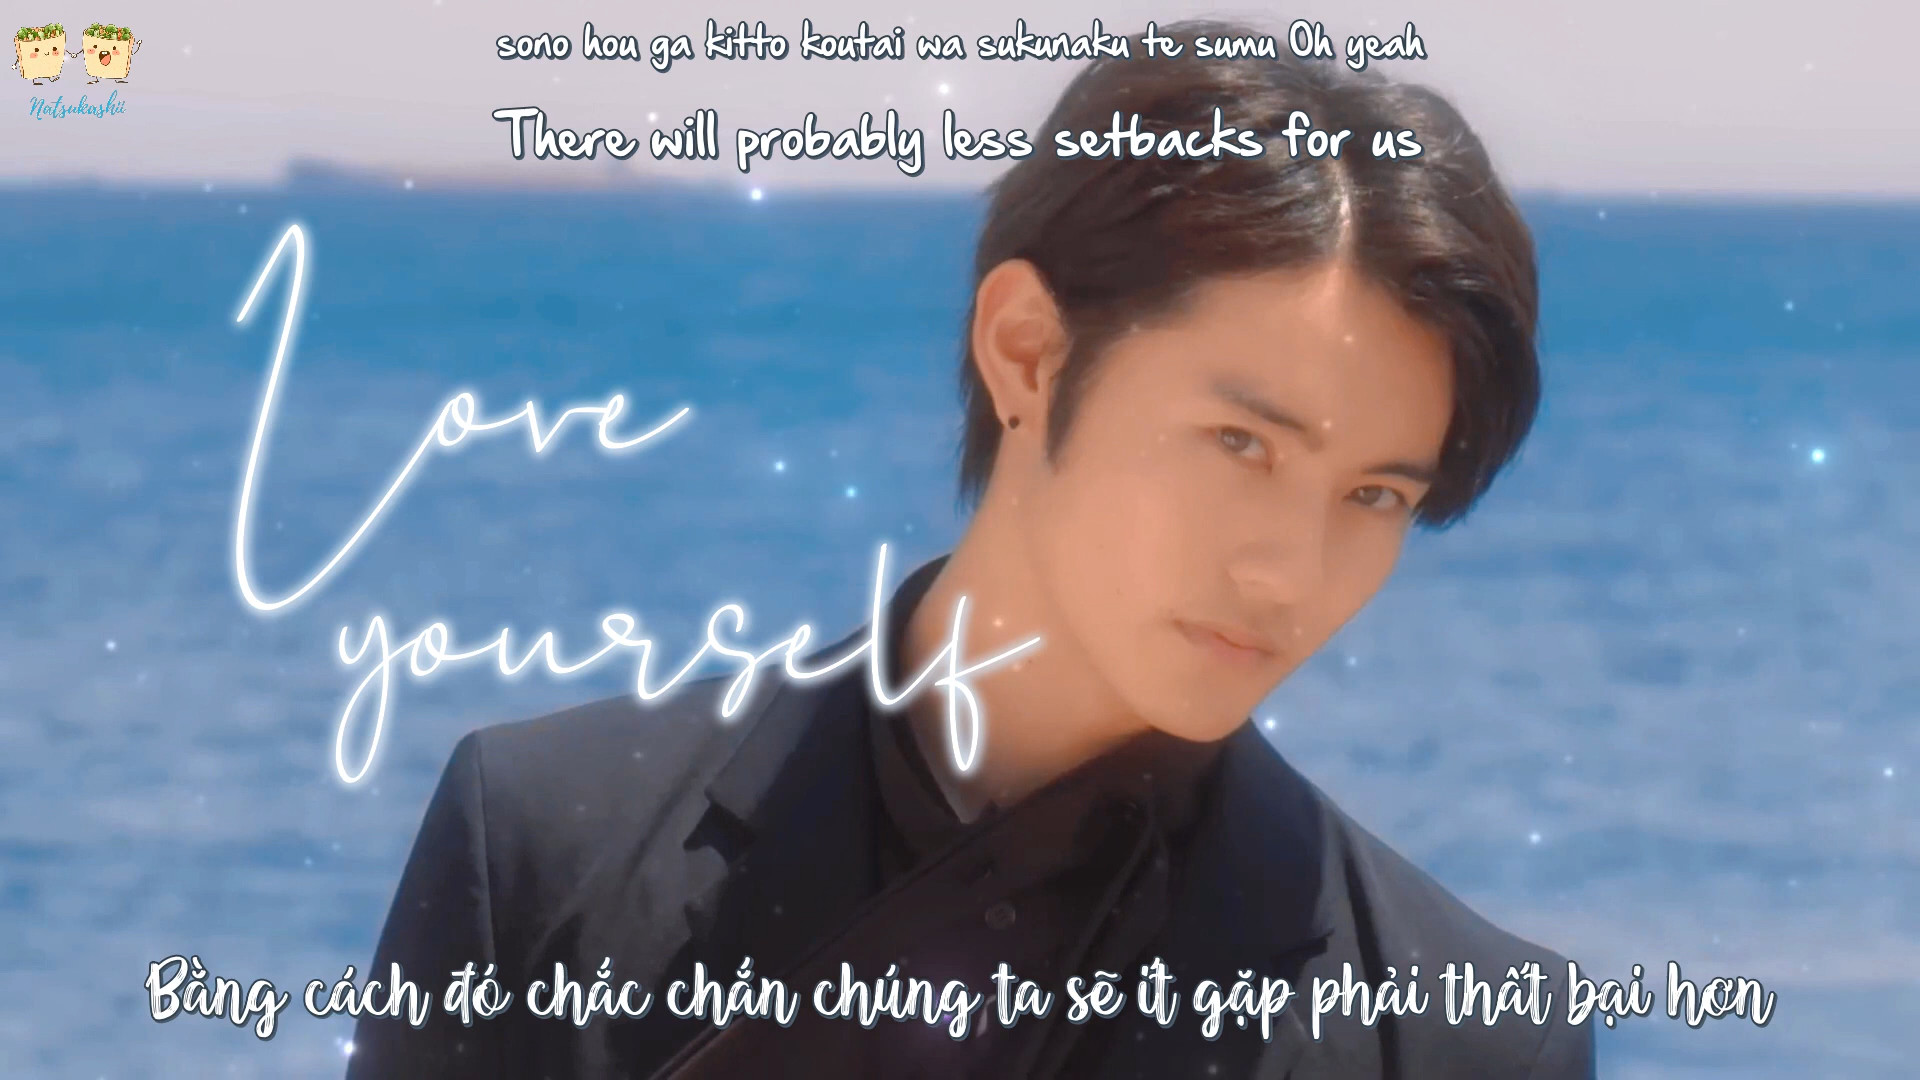 sono hou ga kitto koutai wa sukunaku te sumu Oh yeah
Natsukashii
There will probably less setbacks for us
Love
yourself
Bằng cách đó chắc chắn chúng ta sẽ ít gặp phải thất bại hơn